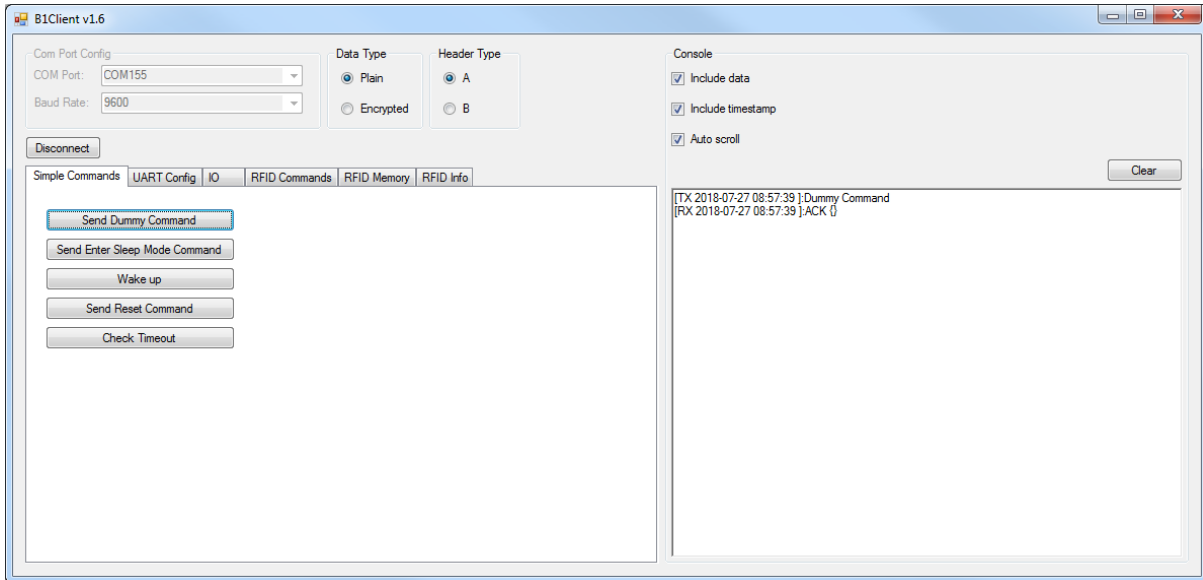 B1Client v1.6
Com Port Config
COM Port: COM155
Baud Rate: 9600
Data Type
Plain
Encrypted
Header Type
A
B
Disconnect
Simple Commands UART Config IO RFID Commands RFID Memory RFID Info
Send Dummy Command
Send Enter Sleep Mode Command
Wake up
Send Reset Command
Check Timeout
Console
Include data
Include timestamp
Auto scroll
Clear
[TX 2018-07-27 08:57:39 ]:Dummy Command
[RX 2018-07-27 08:57:39 ]:ACK {}